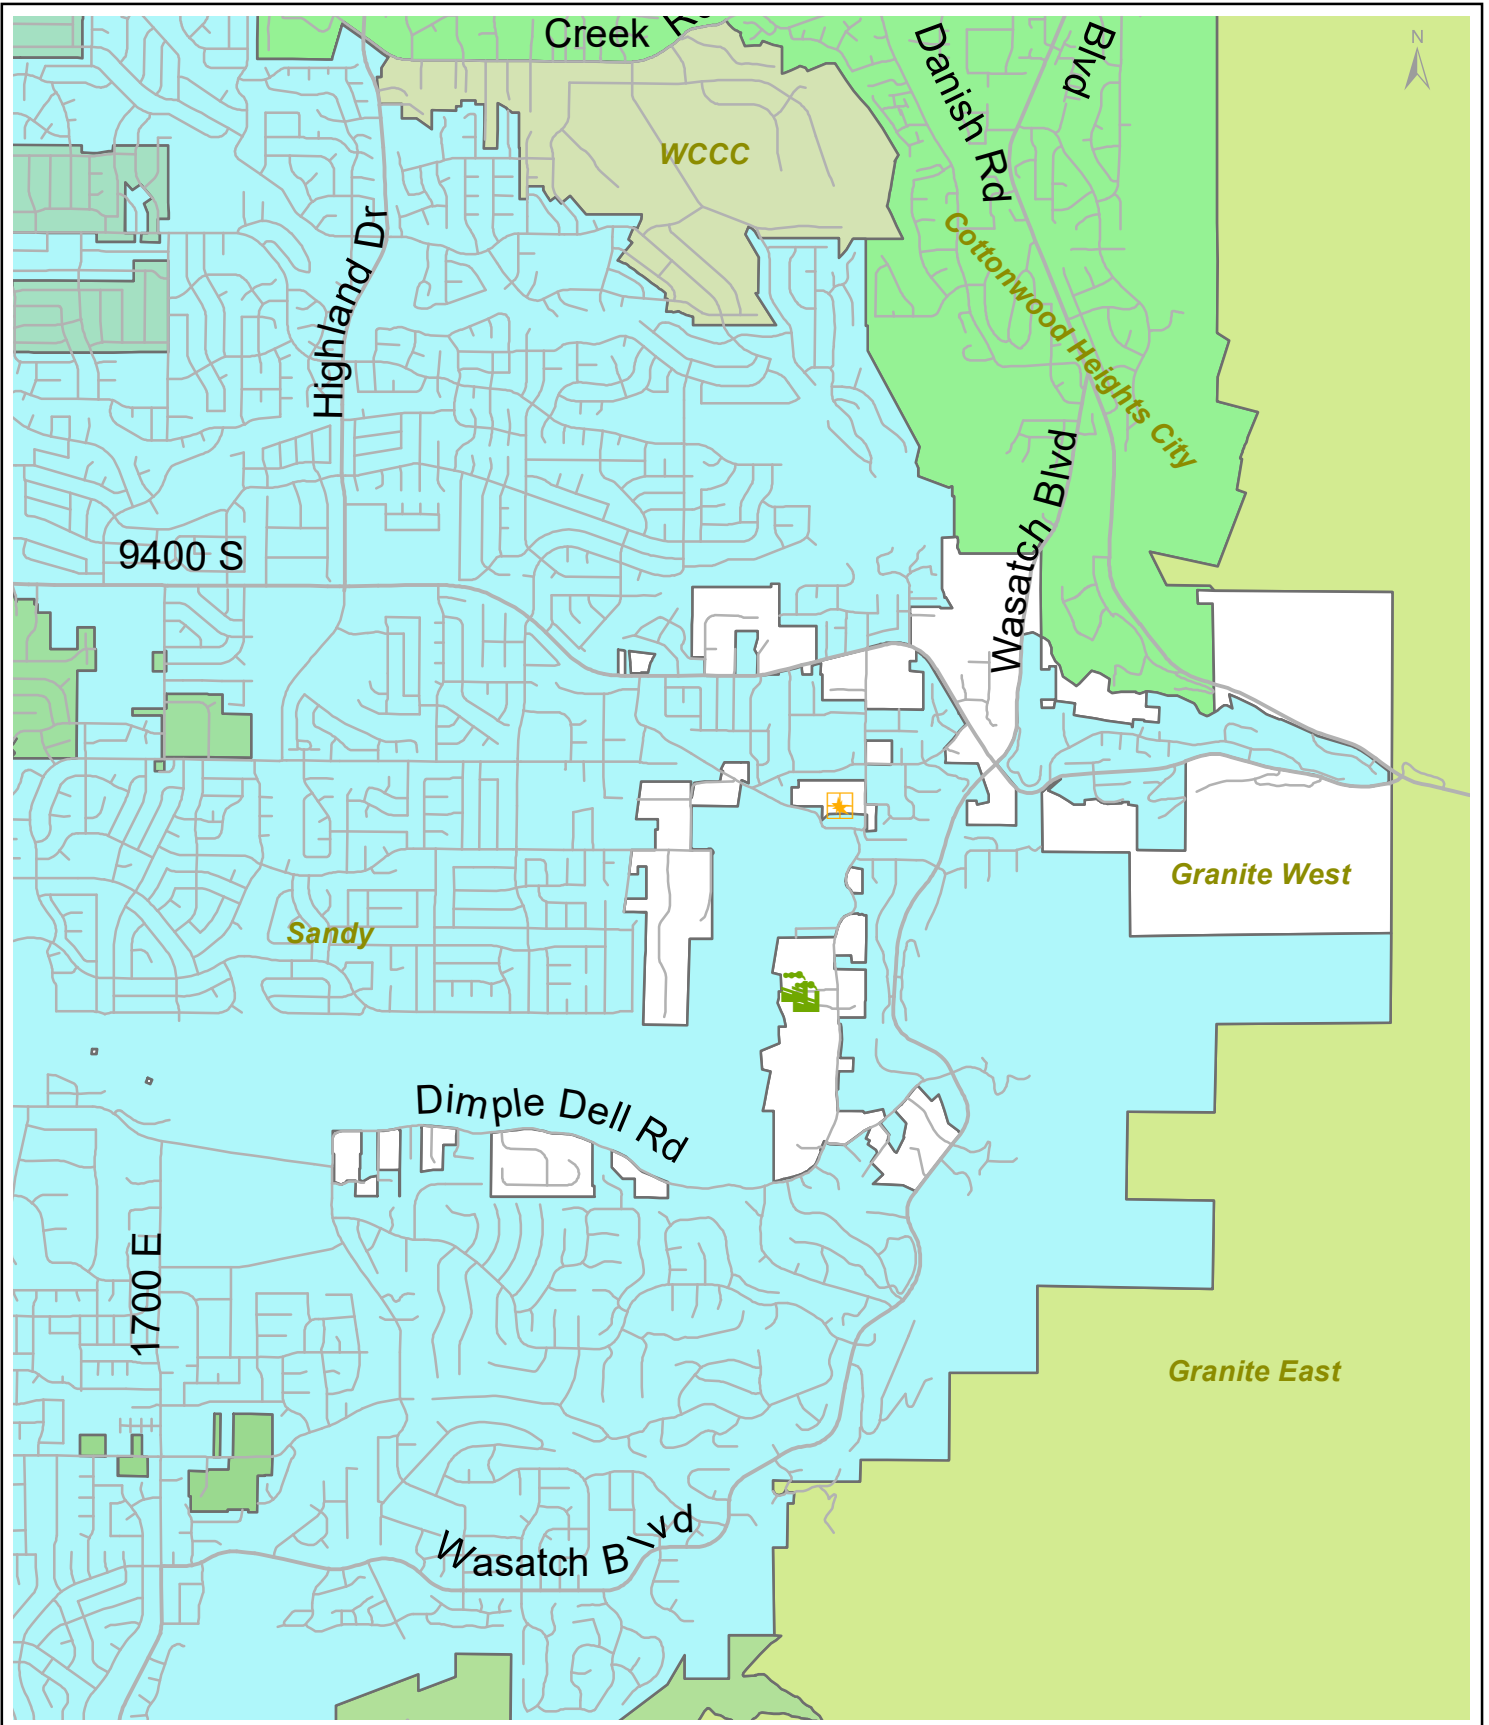 Creek
Danish Rd
Blvd
N
WCCC
Cottonwood Heights City
Highland Dr
Wasatch Blvd
9400 S
Granite West
Sandy
Dimple Dell Rd
1700 E
Granite East
Wasatch Blvd